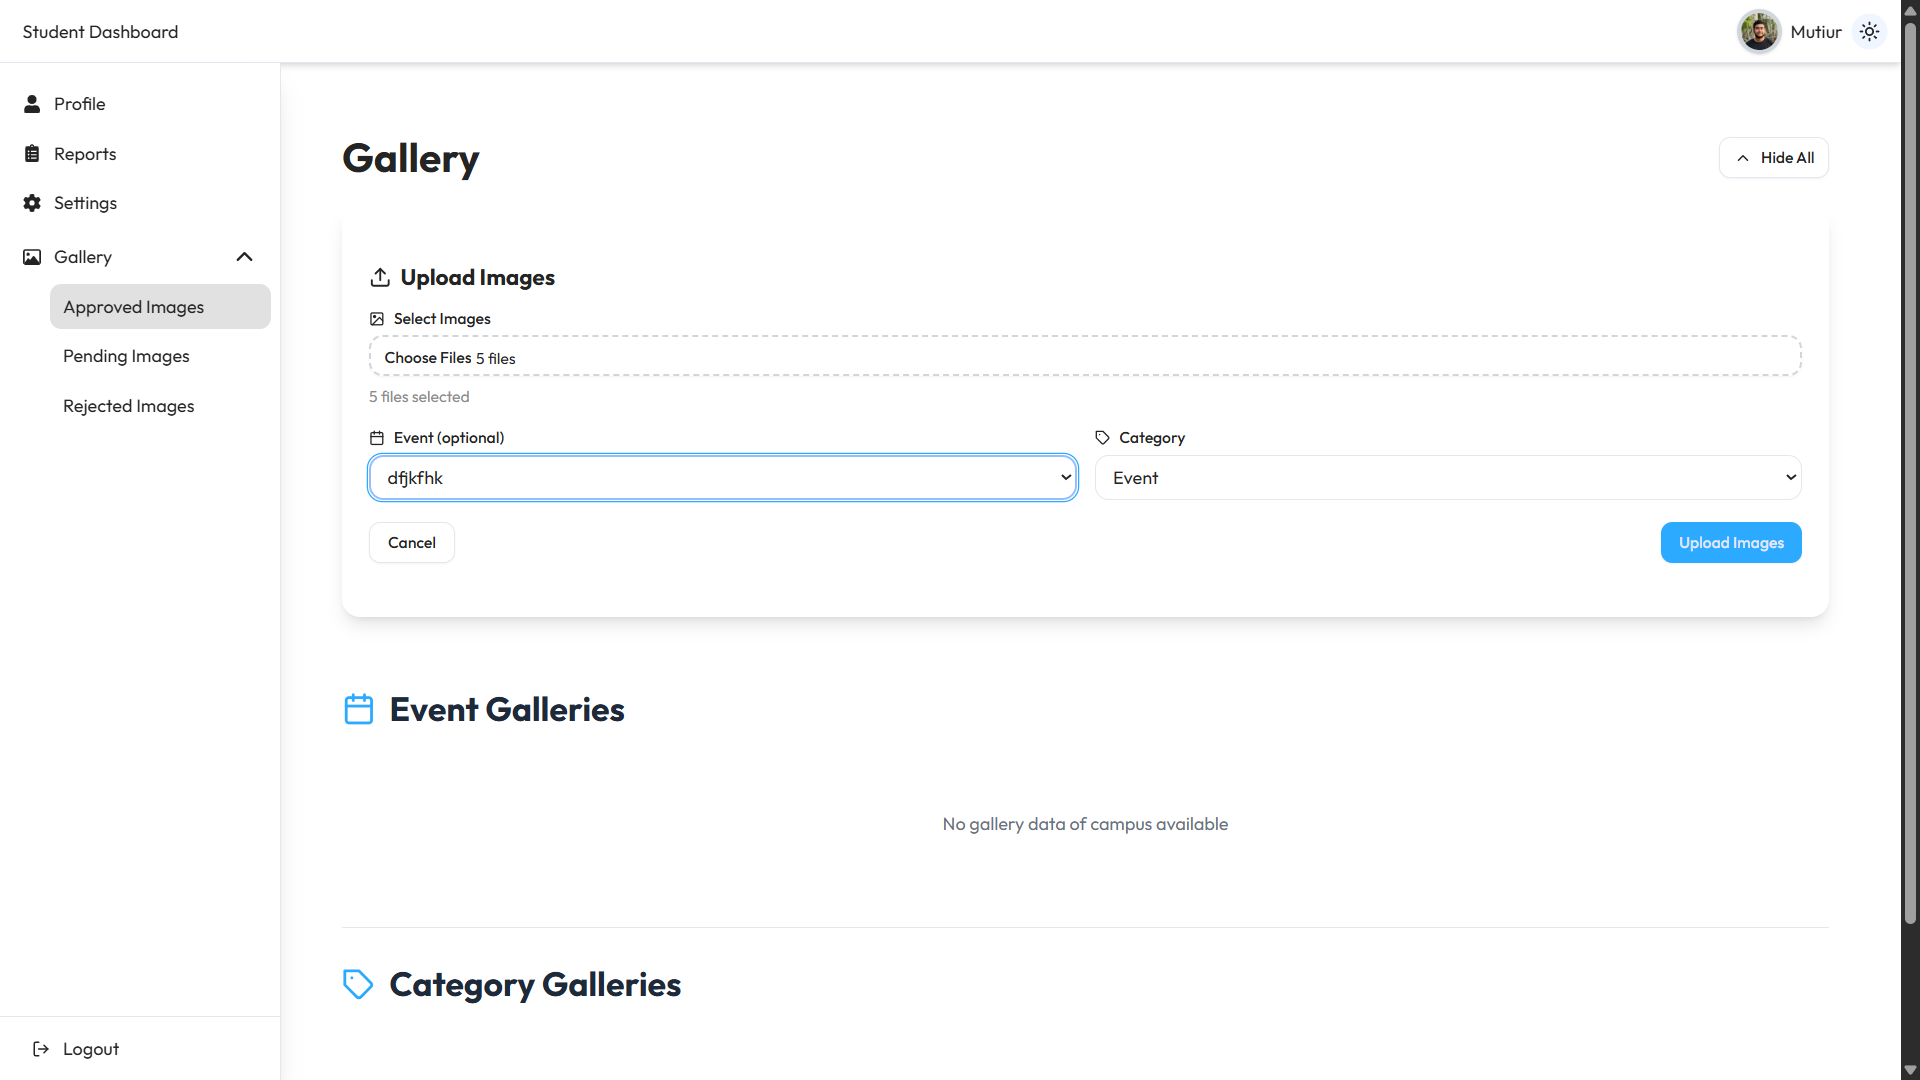 Student Dashboard
Mutiur
Profile
Reports
Settings
Gallery
Approved Images
Pending Images
Rejected Images
Logout
Gallery
Hide All
Upload Images
Select Images
Choose Files 5 files
5 files selected
Event (optional)
Category
dfjkfhk
Event
Cancel
Upload Images
Event Galleries
No gallery data of campus available
Category Galleries